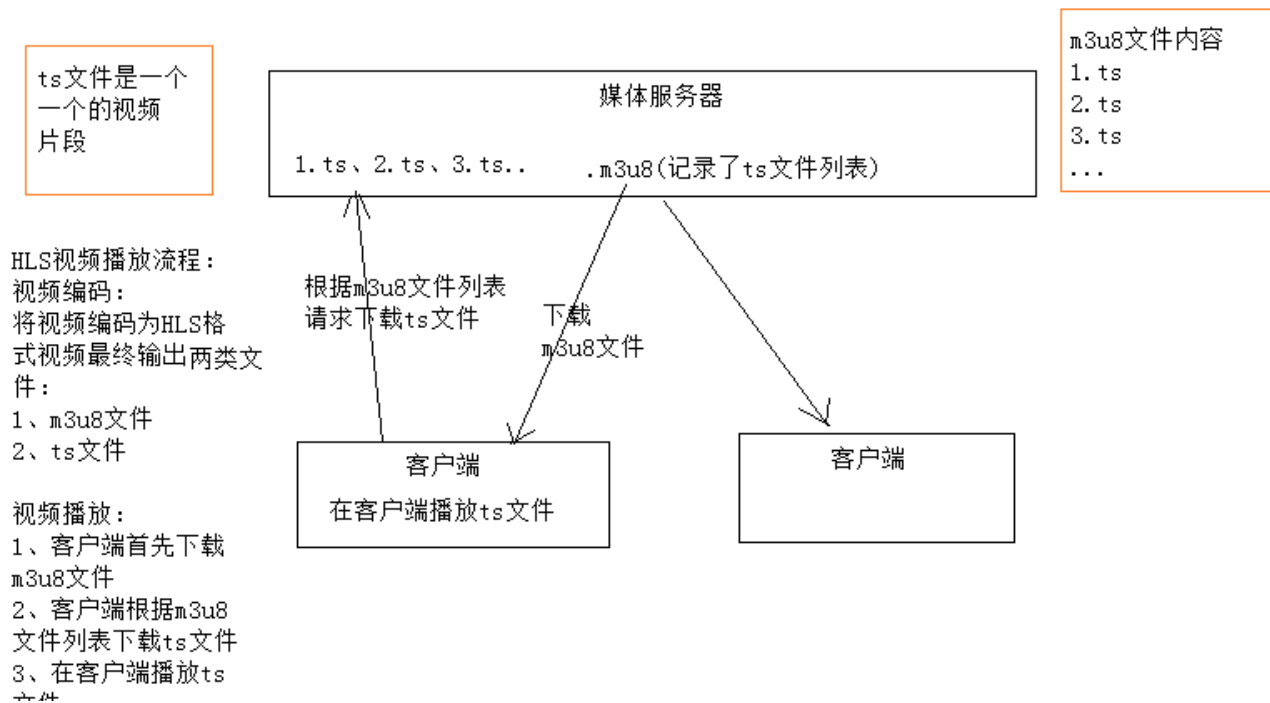 ts文件是一个
一个的视频
片段
媒体服务器
1.ts、2.ts、3.ts..
.m3u8(记录了ts文件列表)
m3u8文件内容
1.ts
2.ts
3.ts
...
HLS视频播放流程：
视频编码：
将视频编码为HLS格
式视频最终输出两类文
件：
1、m3u8文件
2、ts文件
视频播放：
1、客户端首先下载
m3u8文件
2、客户端根据m3u8
文件列表下载ts文件
3、在客户端播放ts
根据m3u8文件列表
请求下载ts文件
下载
m3u8文件
客户端
在客户端播放ts文件
客户端